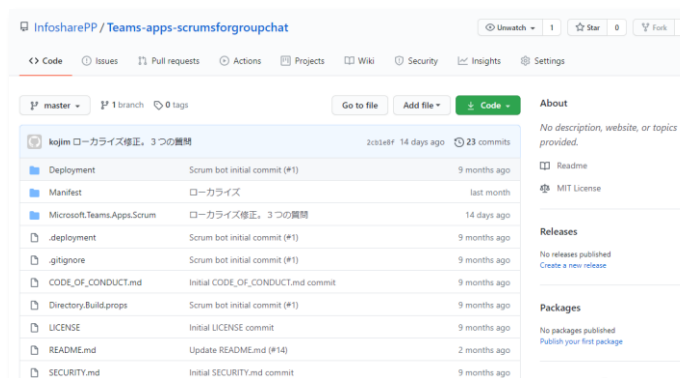 InfosharePP / Teams-apps-scrumsforgroupchat
Unwatch 1 Star 0 Fork
Code Issues Pull requests Actions Projects Wiki Security Insights Settings
master 1 branch 0 tags Go to file Add file Code
kojim ローカライズ修正。３つの質問 14 days ago 23 commits
Deployment Scrum bot initial commit (#1) 9 months ago
Manifest ローカライズ last month
Microsoft.Teams.Apps.Scrum ローカライズ修正。３つの質問 14 days ago
.deployment Scrum bot initial commit (#1) 9 months ago
.gitignore Scrum bot initial commit (#1) 9 months ago
CODE_OF_CONDUCT.md Initial CODE_OF_CONDUCT.md commit 9 months ago
Directory.Build.props Scrum bot initial commit (#1) 9 months ago
LICENSE Initial LICENSE commit 9 months ago
README.md Update README.md (#14) 2 months ago
SECURITY.md Initial SECURITY.md commit 9 months ago
About
No description, website, or topics
provided.
Readme
MIT License
Releases
No releases published
Create a new release
Packages
No packages published
Publish your first package